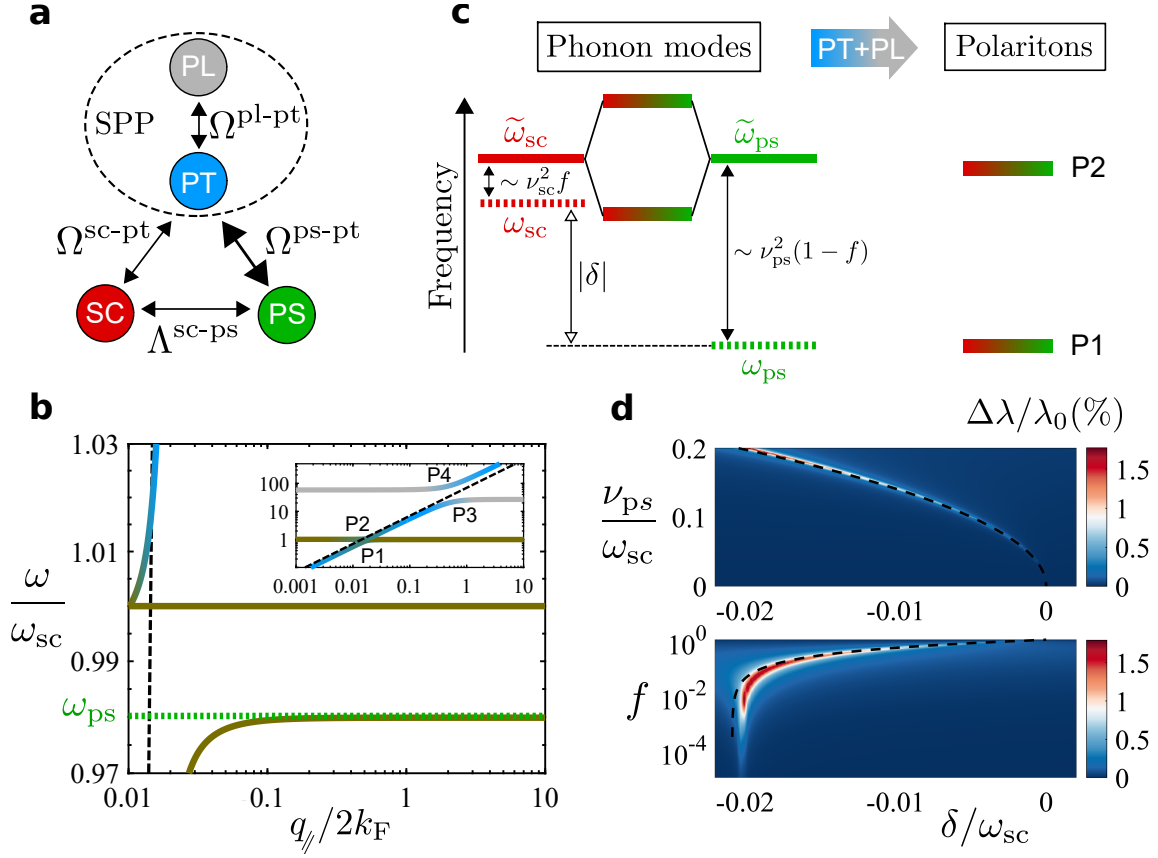 a
PL
SPP
Ω^pl-pt
PT
Ω^sc-pt
Ω^ps-pt
SC
PS
Λ^sc-ps
c
Phonon modes
PT+PL
Polaritons
Frequency
ω̃_sc
∼ ν_sc^2 f
ω_sc
|δ|
ω̃_ps
∼ ν_ps^2(1 − f)
ω_ps
P2
P1
b
ω/ω_sc
1.03
1.01
0.99
ω_ps
0.97
0.01
0.1
1
10
q_∥/2k_F
100
10
1
P4
P3
P2
P1
0.001
0.01
0.1
1
10
d
Δλ/λ_0(%)
ν_ps/ω_sc
0.2
0.1
0
-0.02
-0.01
0
1.5
1
0.5
0
f
10^0
10^-2
10^-4
-0.02
-0.01
0
1.5
1
0.5
0
δ/ω_sc